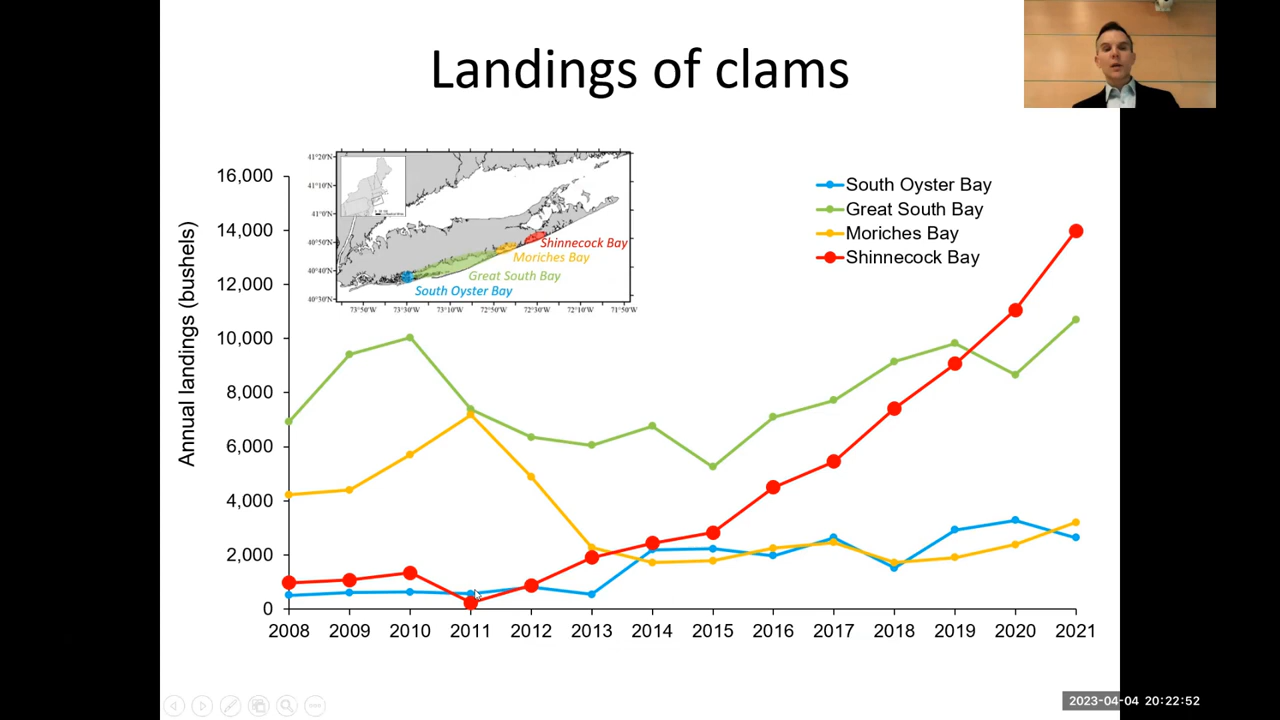 Landings of clams
Annual landings (bushels)
16,000
14,000
12,000
10,000
8,000
6,000
4,000
2,000
0
2008 2009 2010 2011 2012 2013 2014 2015 2016 2017 2018 2019 2020 2021
South Oyster Bay
Great South Bay
Moriches Bay
Shinnecock Bay
41°20'N
41°10'N
41°0'N
40°50'N
40°40'N
40°30'N
Shinnecock Bay
Moriches Bay
Great South Bay
South Oyster Bay
73°50'W 73°30'W 73°10'W 72°50'W 72°30'W 72°10'W 71°50'W
2023-04-04 20:22:52